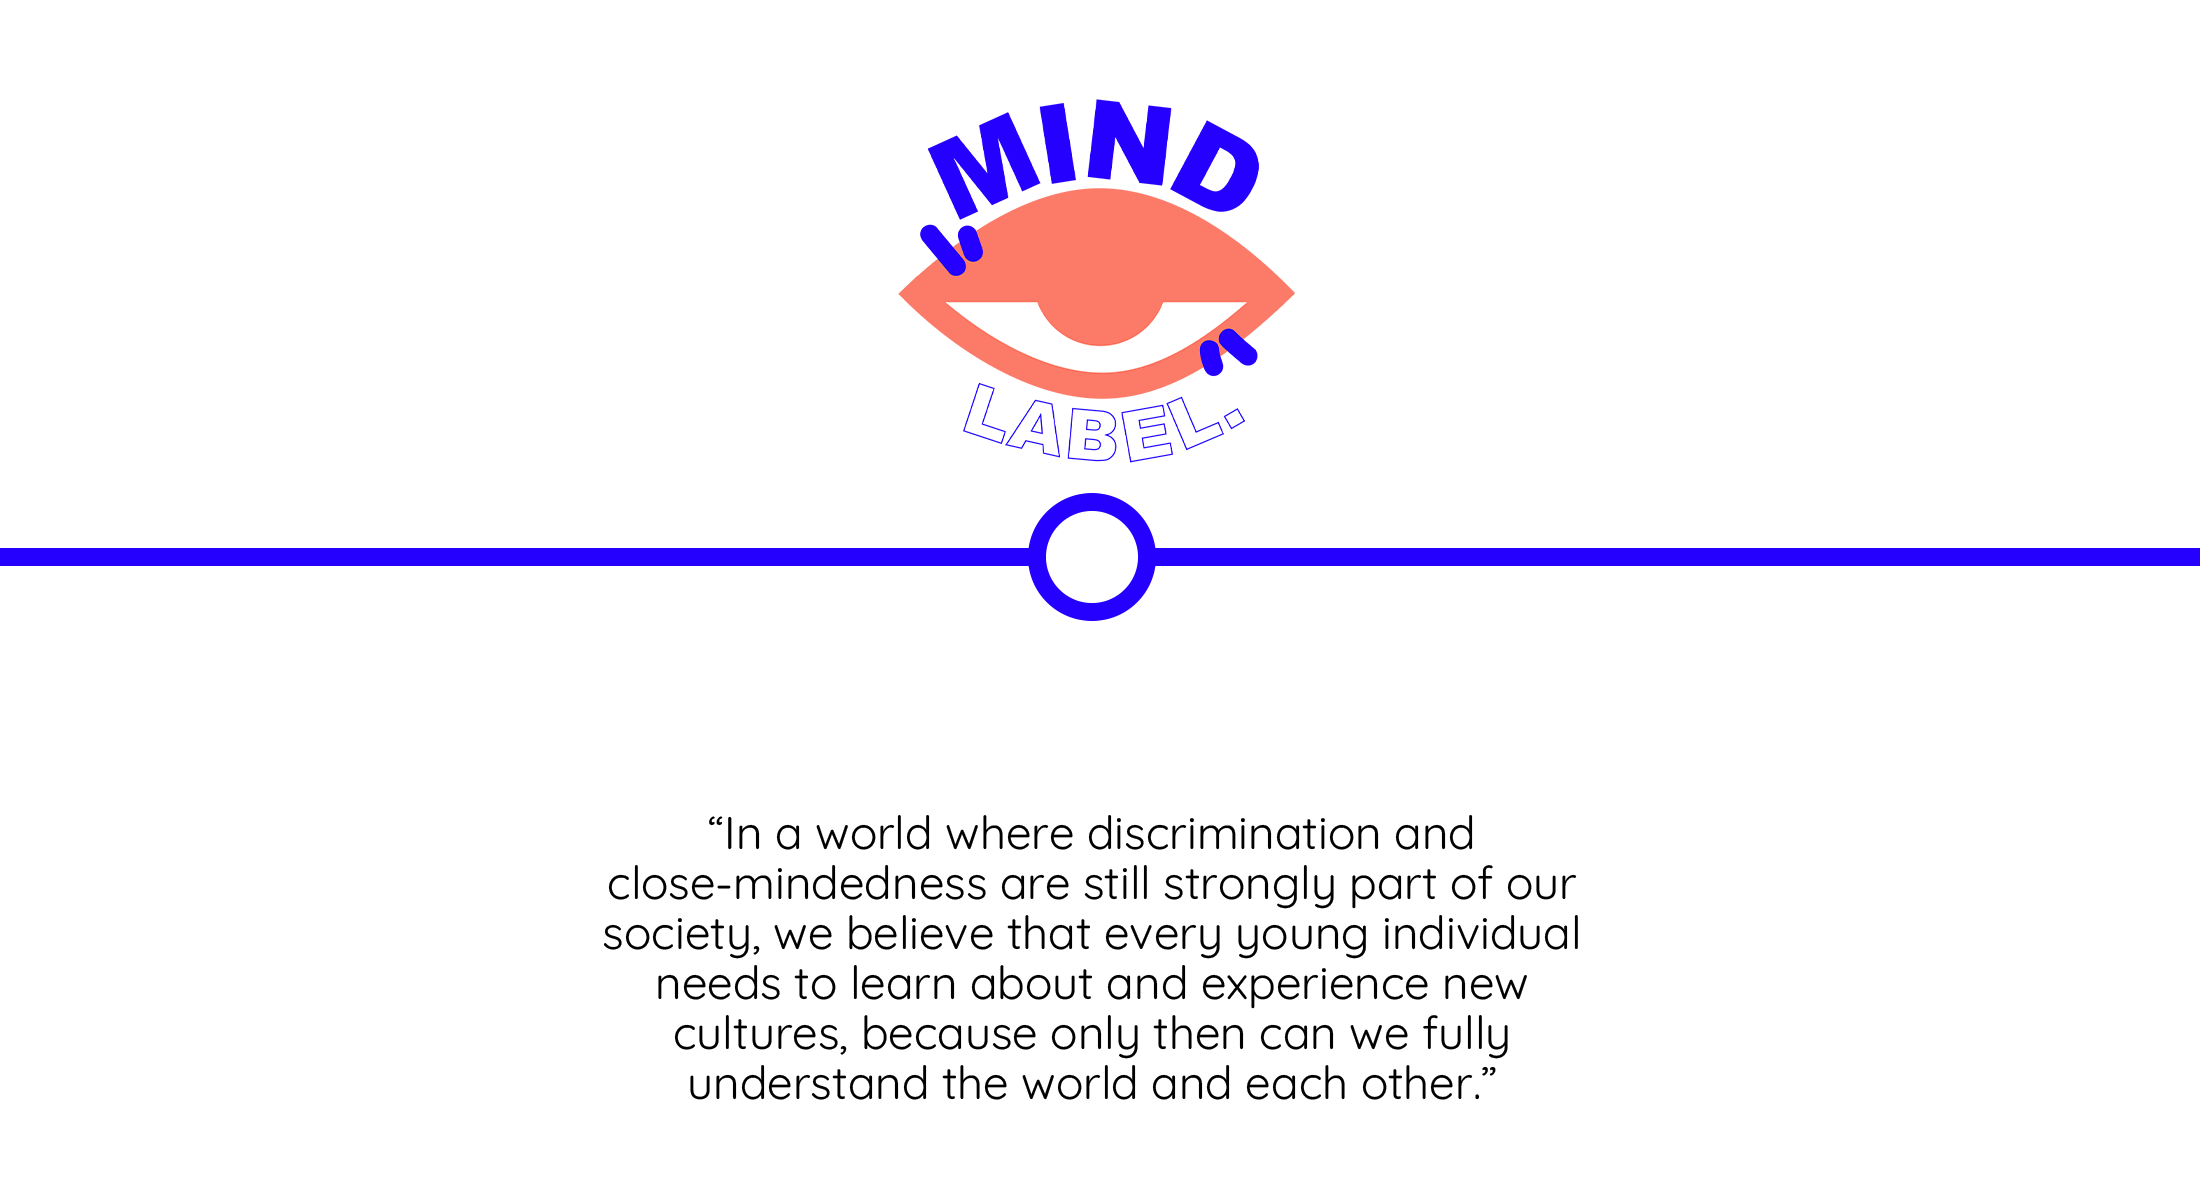 MIND
LABEL.
“In a world where discrimination and
close-mindedness are still strongly part of our
society, we believe that every young individual
needs to learn about and experience new
cultures, because only then can we fully
understand the world and each other.”